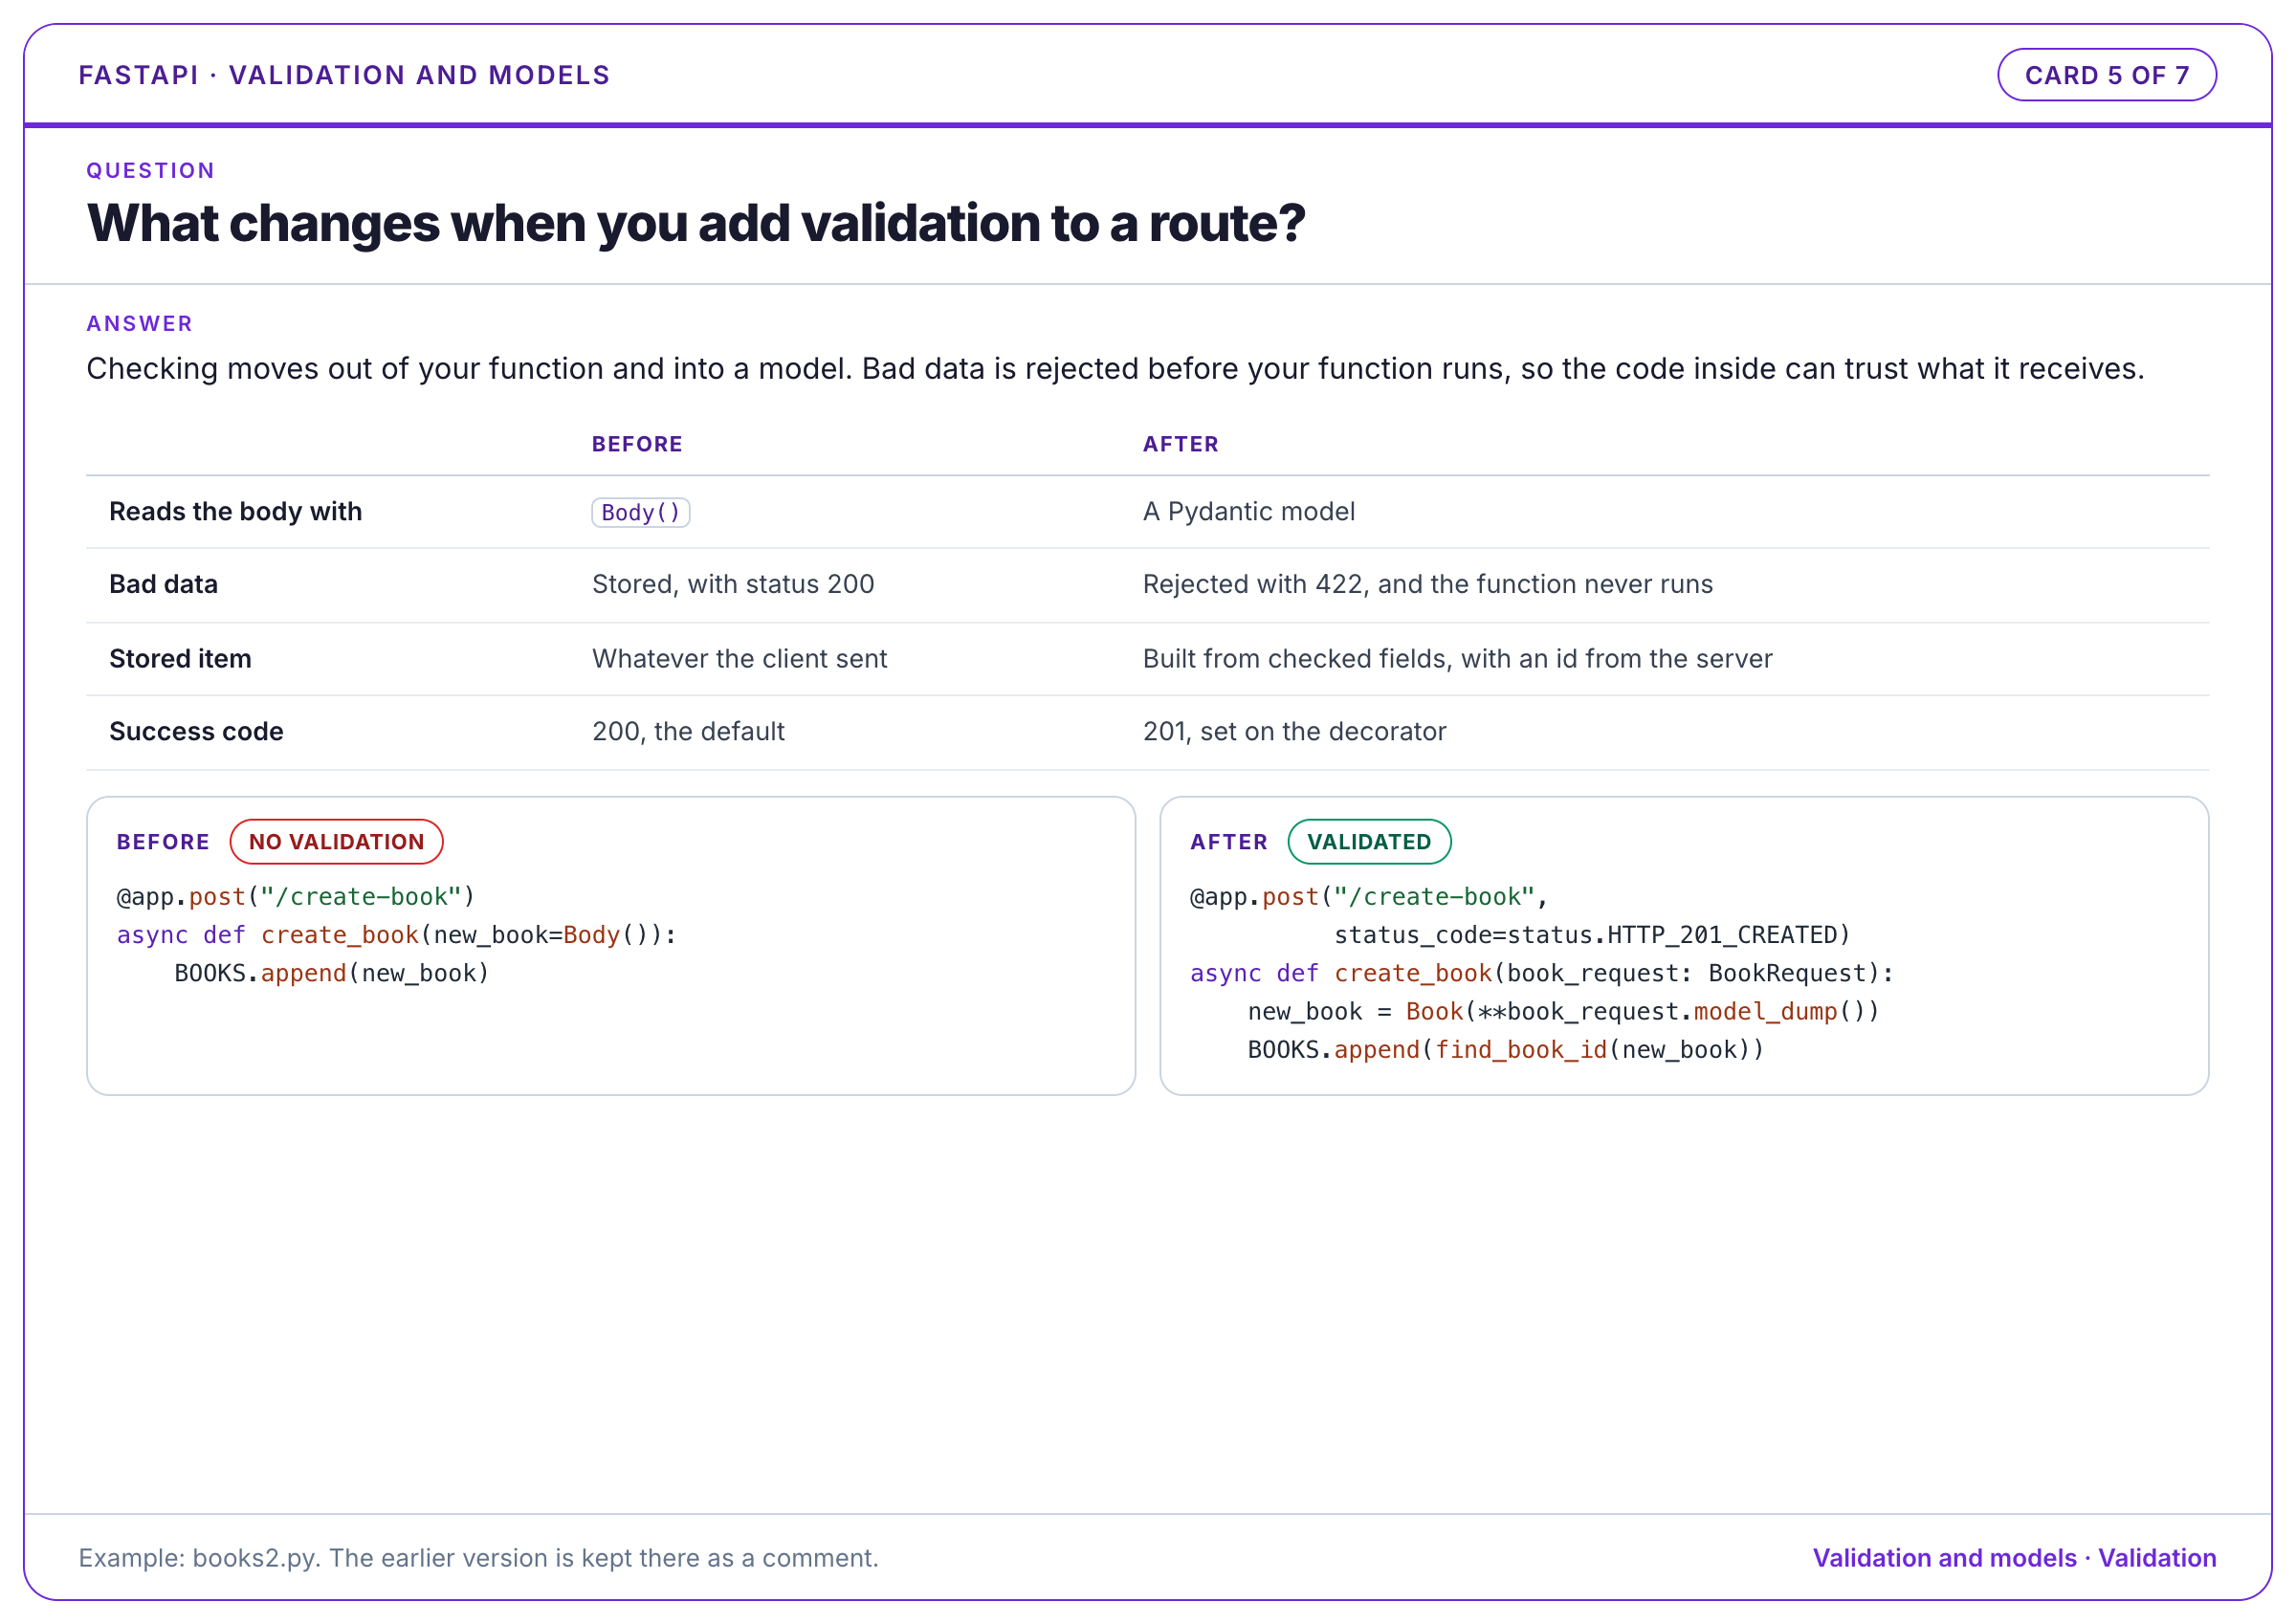 FASTAPI · VALIDATION AND MODELS
CARD 5 OF 7
QUESTION
What changes when you add validation to a route?
ANSWER
Checking moves out of your function and into a model. Bad data is rejected before your function runs, so the code inside can trust what it receives.
BEFORE AFTER
Reads the body with Body() A Pydantic model
Bad data Stored, with status 200 Rejected with 422, and the function never runs
Stored item Whatever the client sent Built from checked fields, with an id from the server
Success code 200, the default 201, set on the decorator
BEFORE NO VALIDATION
@app.post("/create-book")
async def create_book(new_book=Body()):
    BOOKS.append(new_book)
AFTER VALIDATED
@app.post("/create-book",
          status_code=status.HTTP_201_CREATED)
async def create_book(book_request: BookRequest):
    new_book = Book(**book_request.model_dump())
    BOOKS.append(find_book_id(new_book))
Example: books2.py. The earlier version is kept there as a comment.
Validation and models · Validation